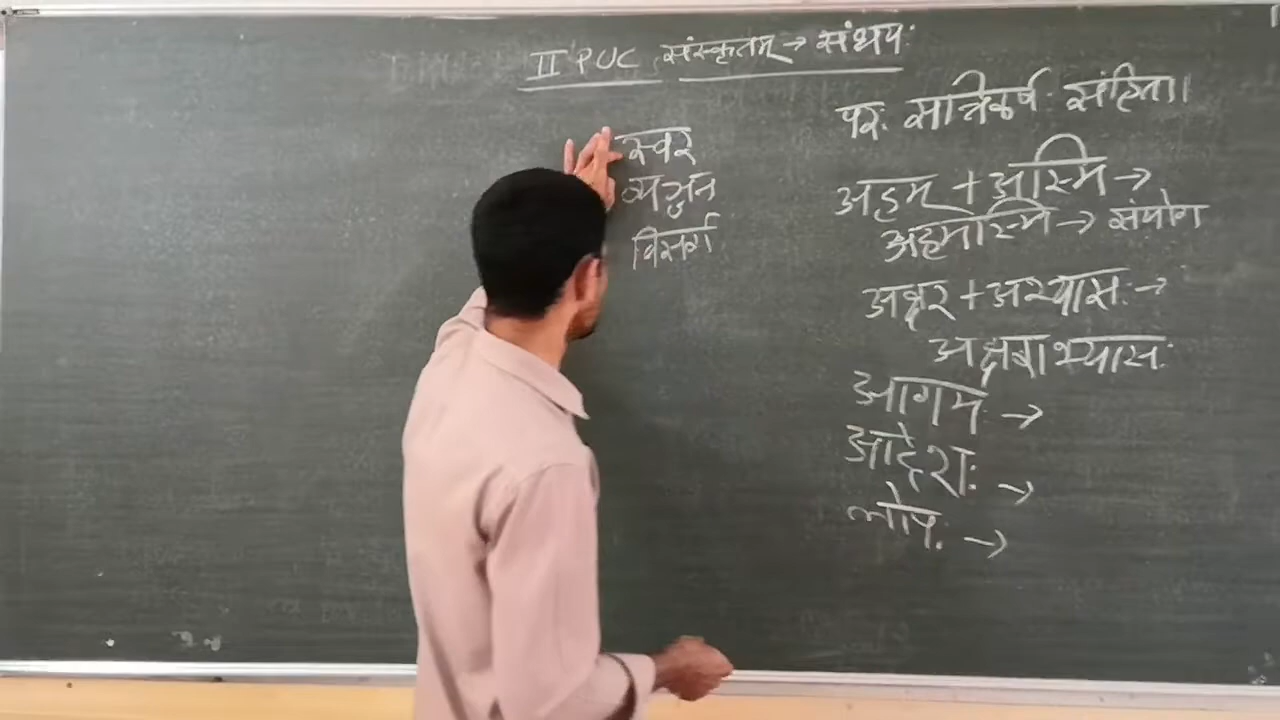 II PUC संस्कृतम् → संधयः
स्वर
व्यञ्जन
विसर्ग
परः सन्निकर्षः संहिता।
अहम् + अस्मि →
अहमस्मि → संयोग
अक्षर + अभ्यासः →
अक्षराभ्यासः
आगमः →
आदेशः →
लोपः →